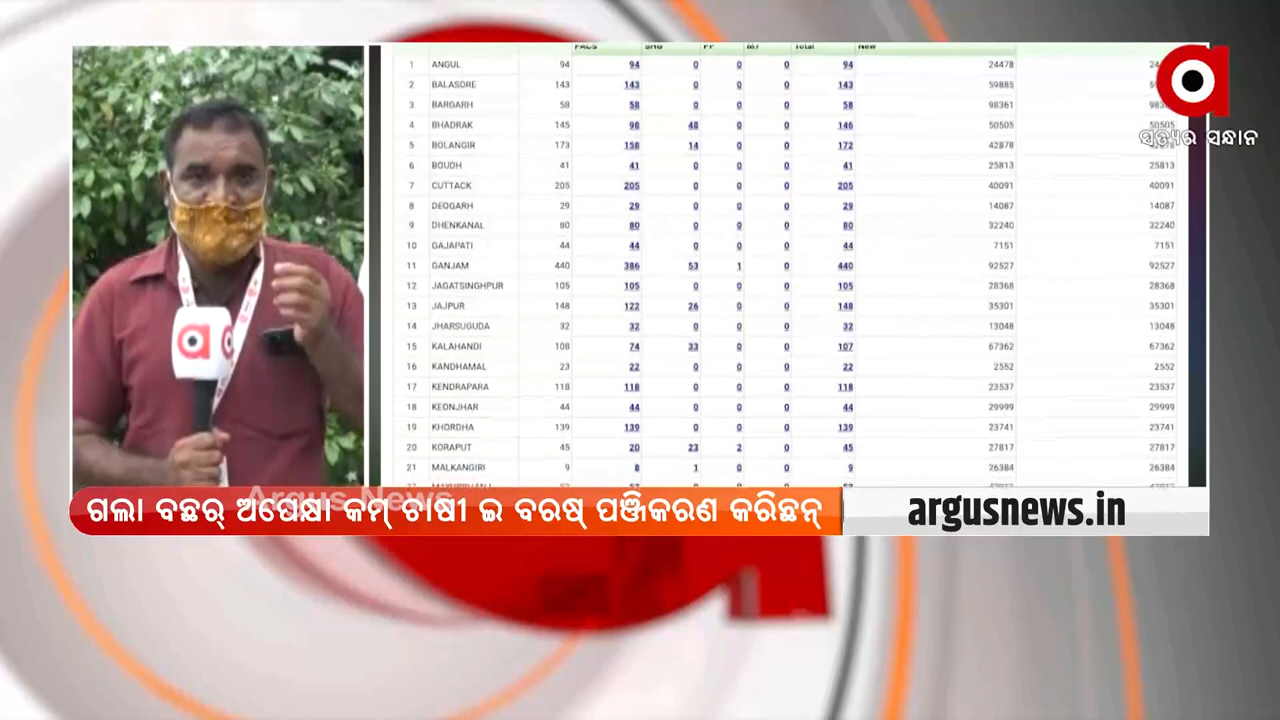 PACS SHG PP Total New
1 ANGUL 94 94 0 0 0 94 24478
2 BALASORE 143 143 0 0 0 143 59885
3 BARGARH 58 58 0 0 0 58 98361
4 BHADRAK 145 98 48 0 0 146 50505 50505
5 BOLANGIR 173 158 14 0 0 172 42878
6 BOUDH 41 41 0 0 0 41 25813 25813
7 CUTTACK 205 205 0 0 0 205 40091 40091
8 DEOGARH 29 29 0 0 0 29 14087 14087
9 DHENKANAL 80 80 0 0 0 80 32240 32240
10 GAJAPATI 44 44 0 0 0 44 7151 7151
11 GANJAM 440 386 53 1 0 440 92527 92527
12 JAGATSINGHPUR 105 105 0 0 0 105 28368 28368
13 JAJPUR 148 122 26 0 0 148 35301 35301
14 JHARSUGUDA 32 32 0 0 0 32 13048 13048
15 KALAHANDI 108 74 33 0 0 107 67362 67362
16 KANDHAMAL 23 22 0 0 0 22 2552 2552
17 KENDRAPARA 118 118 0 0 0 118 23537 23537
18 KEONJHAR 44 44 0 0 0 44 29999 29999
19 KHORDHA 139 139 0 0 0 139 23741 23741
20 KORAPUT 45 20 23 2 0 45 27817 27817
21 MALKANGIRI 9 8 1 0 0 9 26384 26384
ସତ୍ୟର ସନ୍ଧାନ
Argus News
ଗଲା ବଛର୍ ଅପେକ୍ଷା କମ୍ ଚାଷୀ ଇ ବରଷ୍ ପଞ୍ଜିକରଣ କରିଛନ୍
argusnews.in